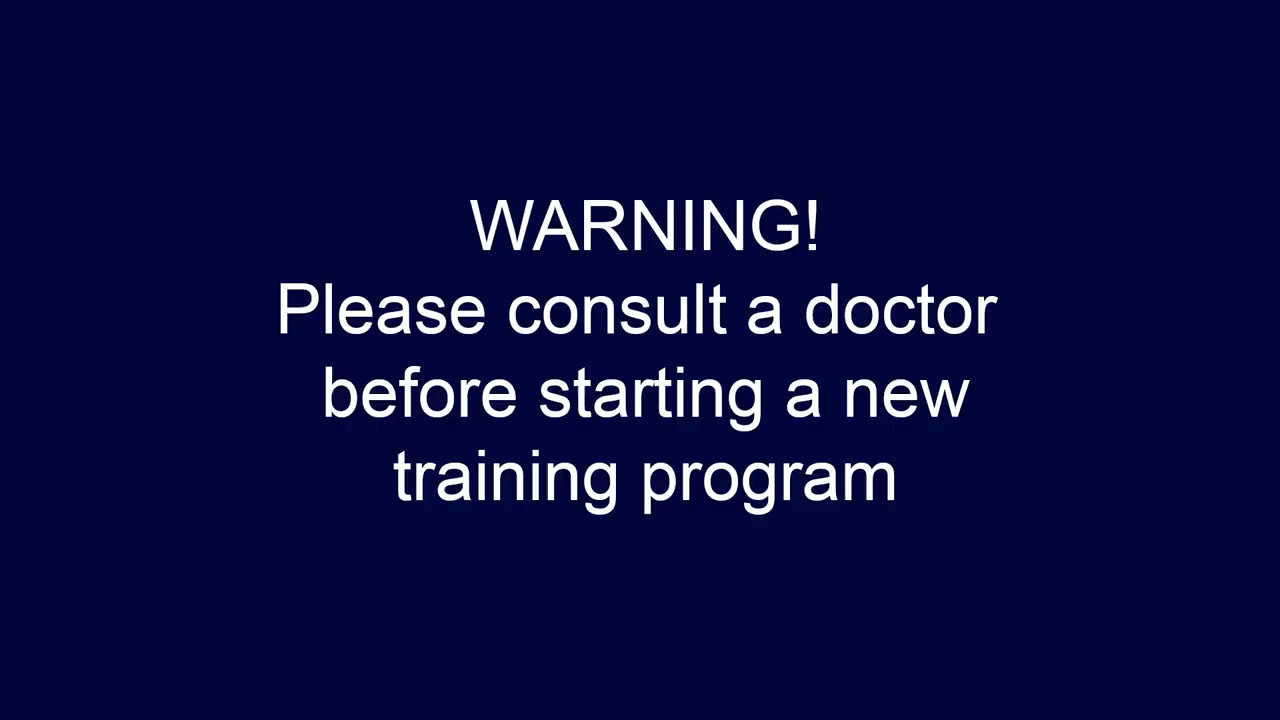 WARNING!
Please consult a doctor
before starting a new
training program